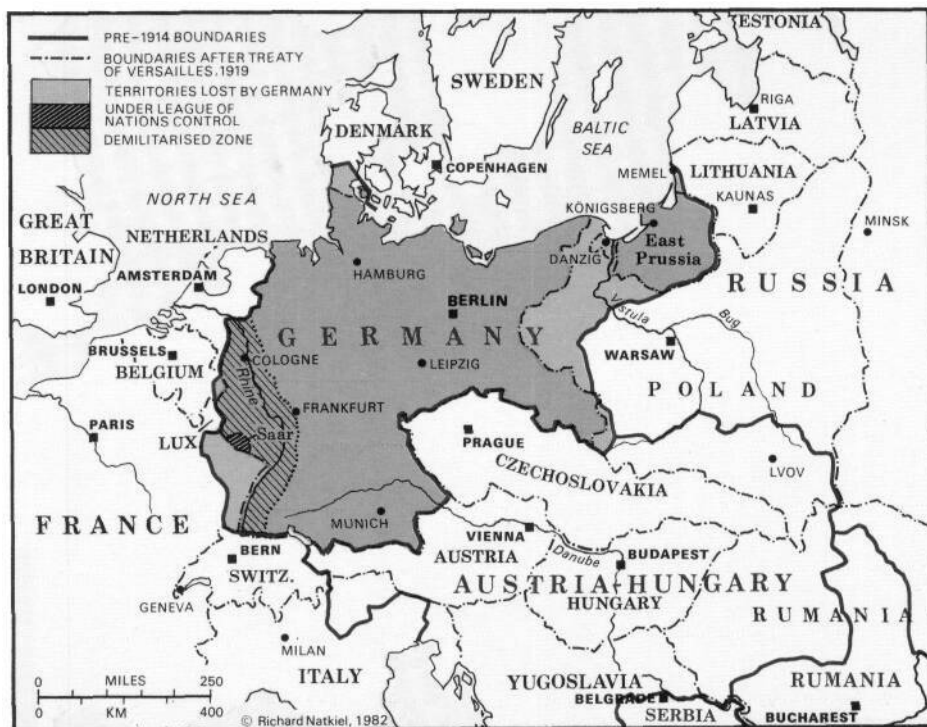 PRE-1914 BOUNDARIES
BOUNDARIES AFTER TREATY
OF VERSAILLES.1919
TERRITORIES LOST BY GERMANY
UNDER LEAGUE OF
NATIONS CONTROL
DEMILITARISED ZONE
ESTONIA
SWEDEN
RIGA
LATVIA
DENMARK
BALTIC
SEA
COPENHAGEN
MEMEL
LITHUANIA
KAUNAS
NORTH SEA
KÖNIGSBERG
MINSK
GREAT
BRITAIN
NETHERLANDS
East
Prussia
DANZIG
HAMBURG
AMSTERDAM
LONDON
RUSSIA
BERLIN
Vistula
Bug
GERMANY
BRUSSELS
BELGIUM
COLOGNE
Rhine
LEIPZIG
WARSAW
POLAND
FRANKFURT
PARIS
LUX
Saar
PRAGUE
CZECHOSLOVAKIA
LVOV
FRANCE
MUNICH
VIENNA
AUSTRIA
Danube
BUDAPEST
BERN
SWITZ.
AUSTRIA-HUNGARY
HUNGARY
GENEVA
RUMANIA
MILAN
ITALY
YUGOSLAVIA
BELGRADE
SERBIA
RUMANIA
BUCHAREST
0 MILES 250
0 KM 400
© Richard Natkiel, 1982